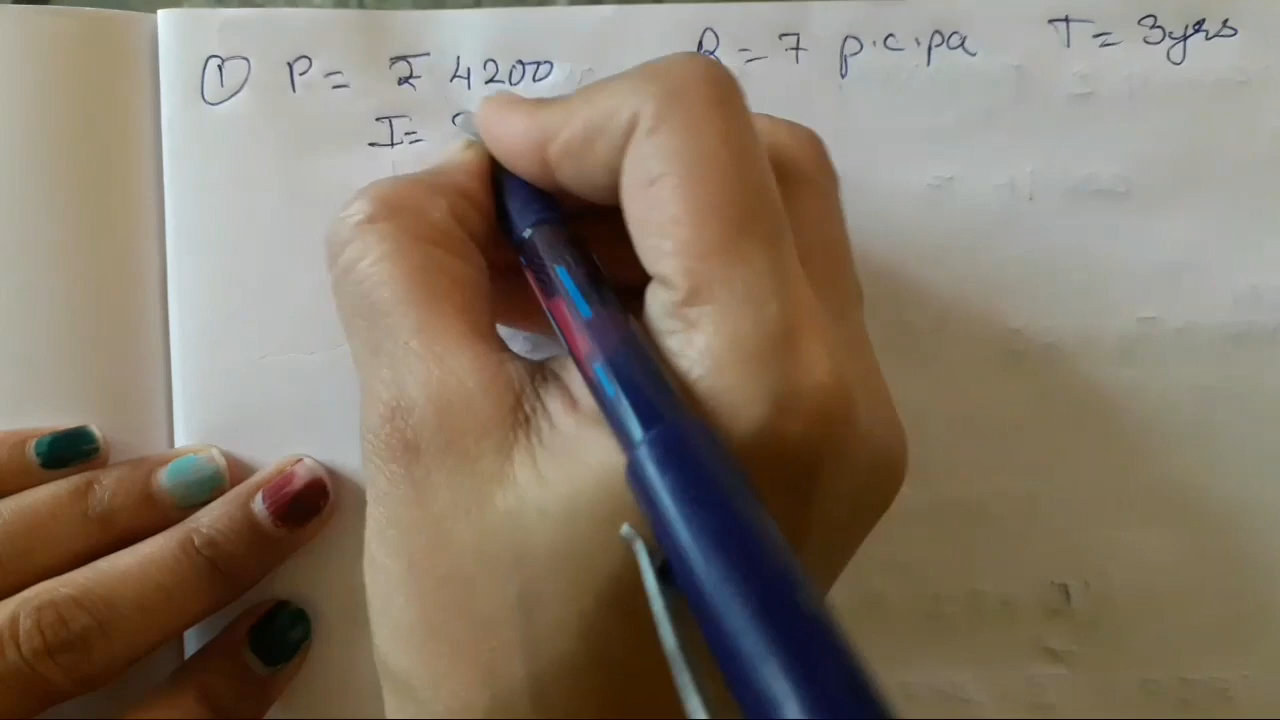 ① P = ₹ 4200 R = 7 p.c.pa T = 3yrs
I =